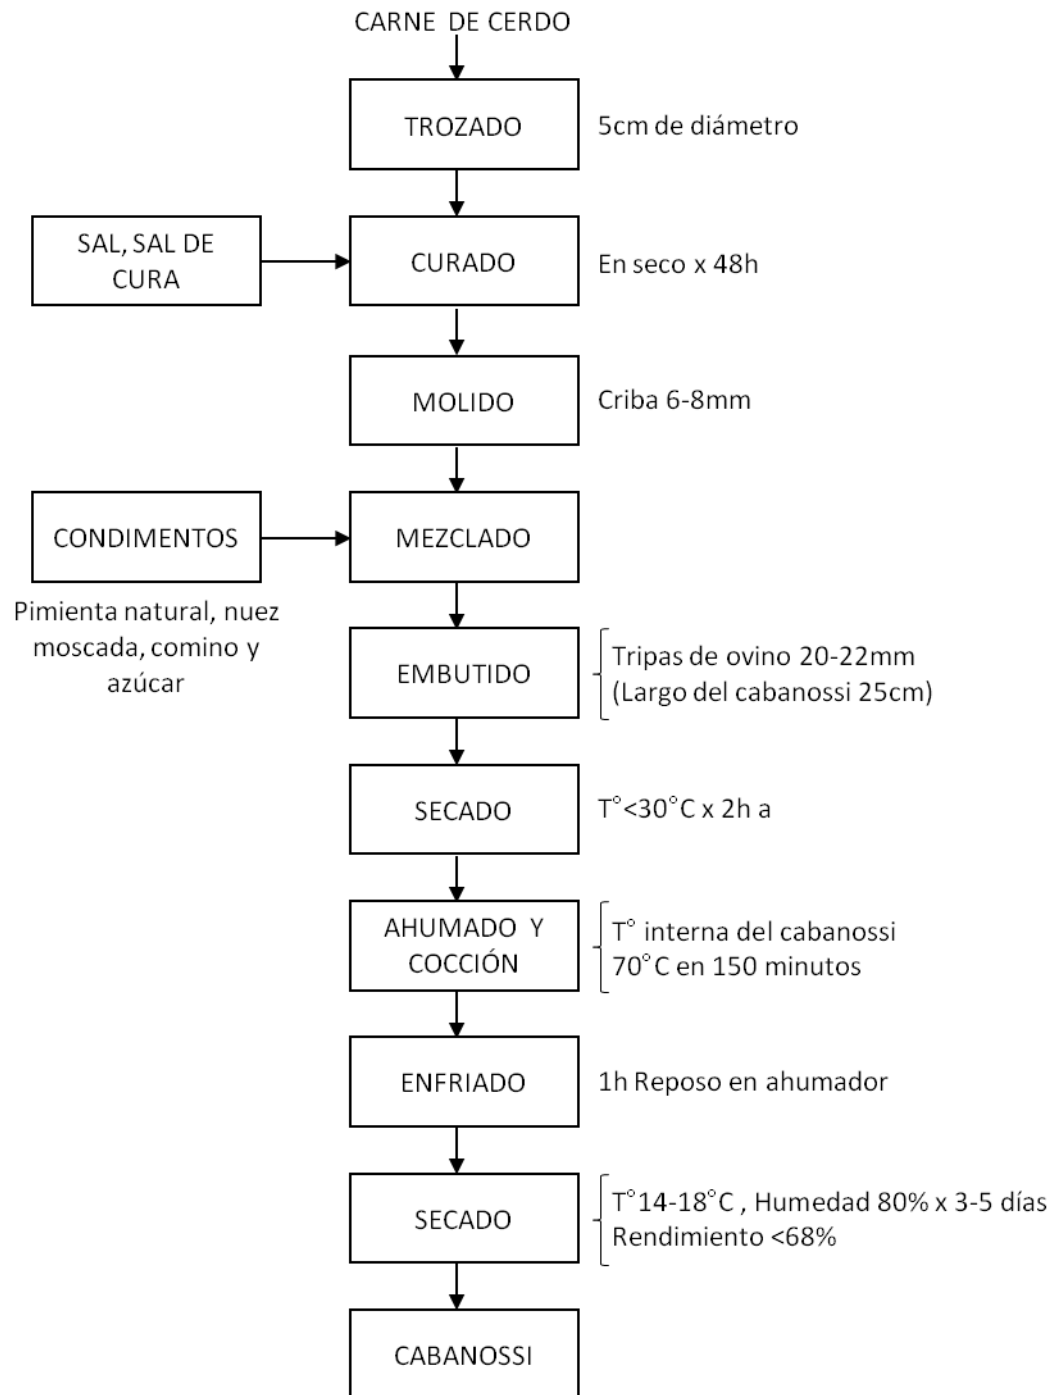 CARNE DE CERDO
TROZADO
5cm de diámetro
SAL, SAL DE
CURA
CURADO
En seco x 48h
MOLIDO
Criba 6-8mm
CONDIMENTOS
Pimienta natural, nuez
moscada, comino y
azúcar
MEZCLADO
EMBUTIDO
Tripas de ovino 20-22mm
(Largo del cabanossi 25cm)
SECADO
T°<30°C x 2h a
AHUMADO Y
COCCIÓN
T° interna del cabanossi
70°C en 150 minutos
ENFRIADO
1h Reposo en ahumador
SECADO
T°14-18°C , Humedad 80% x 3-5 días
Rendimiento <68%
CABANOSSI